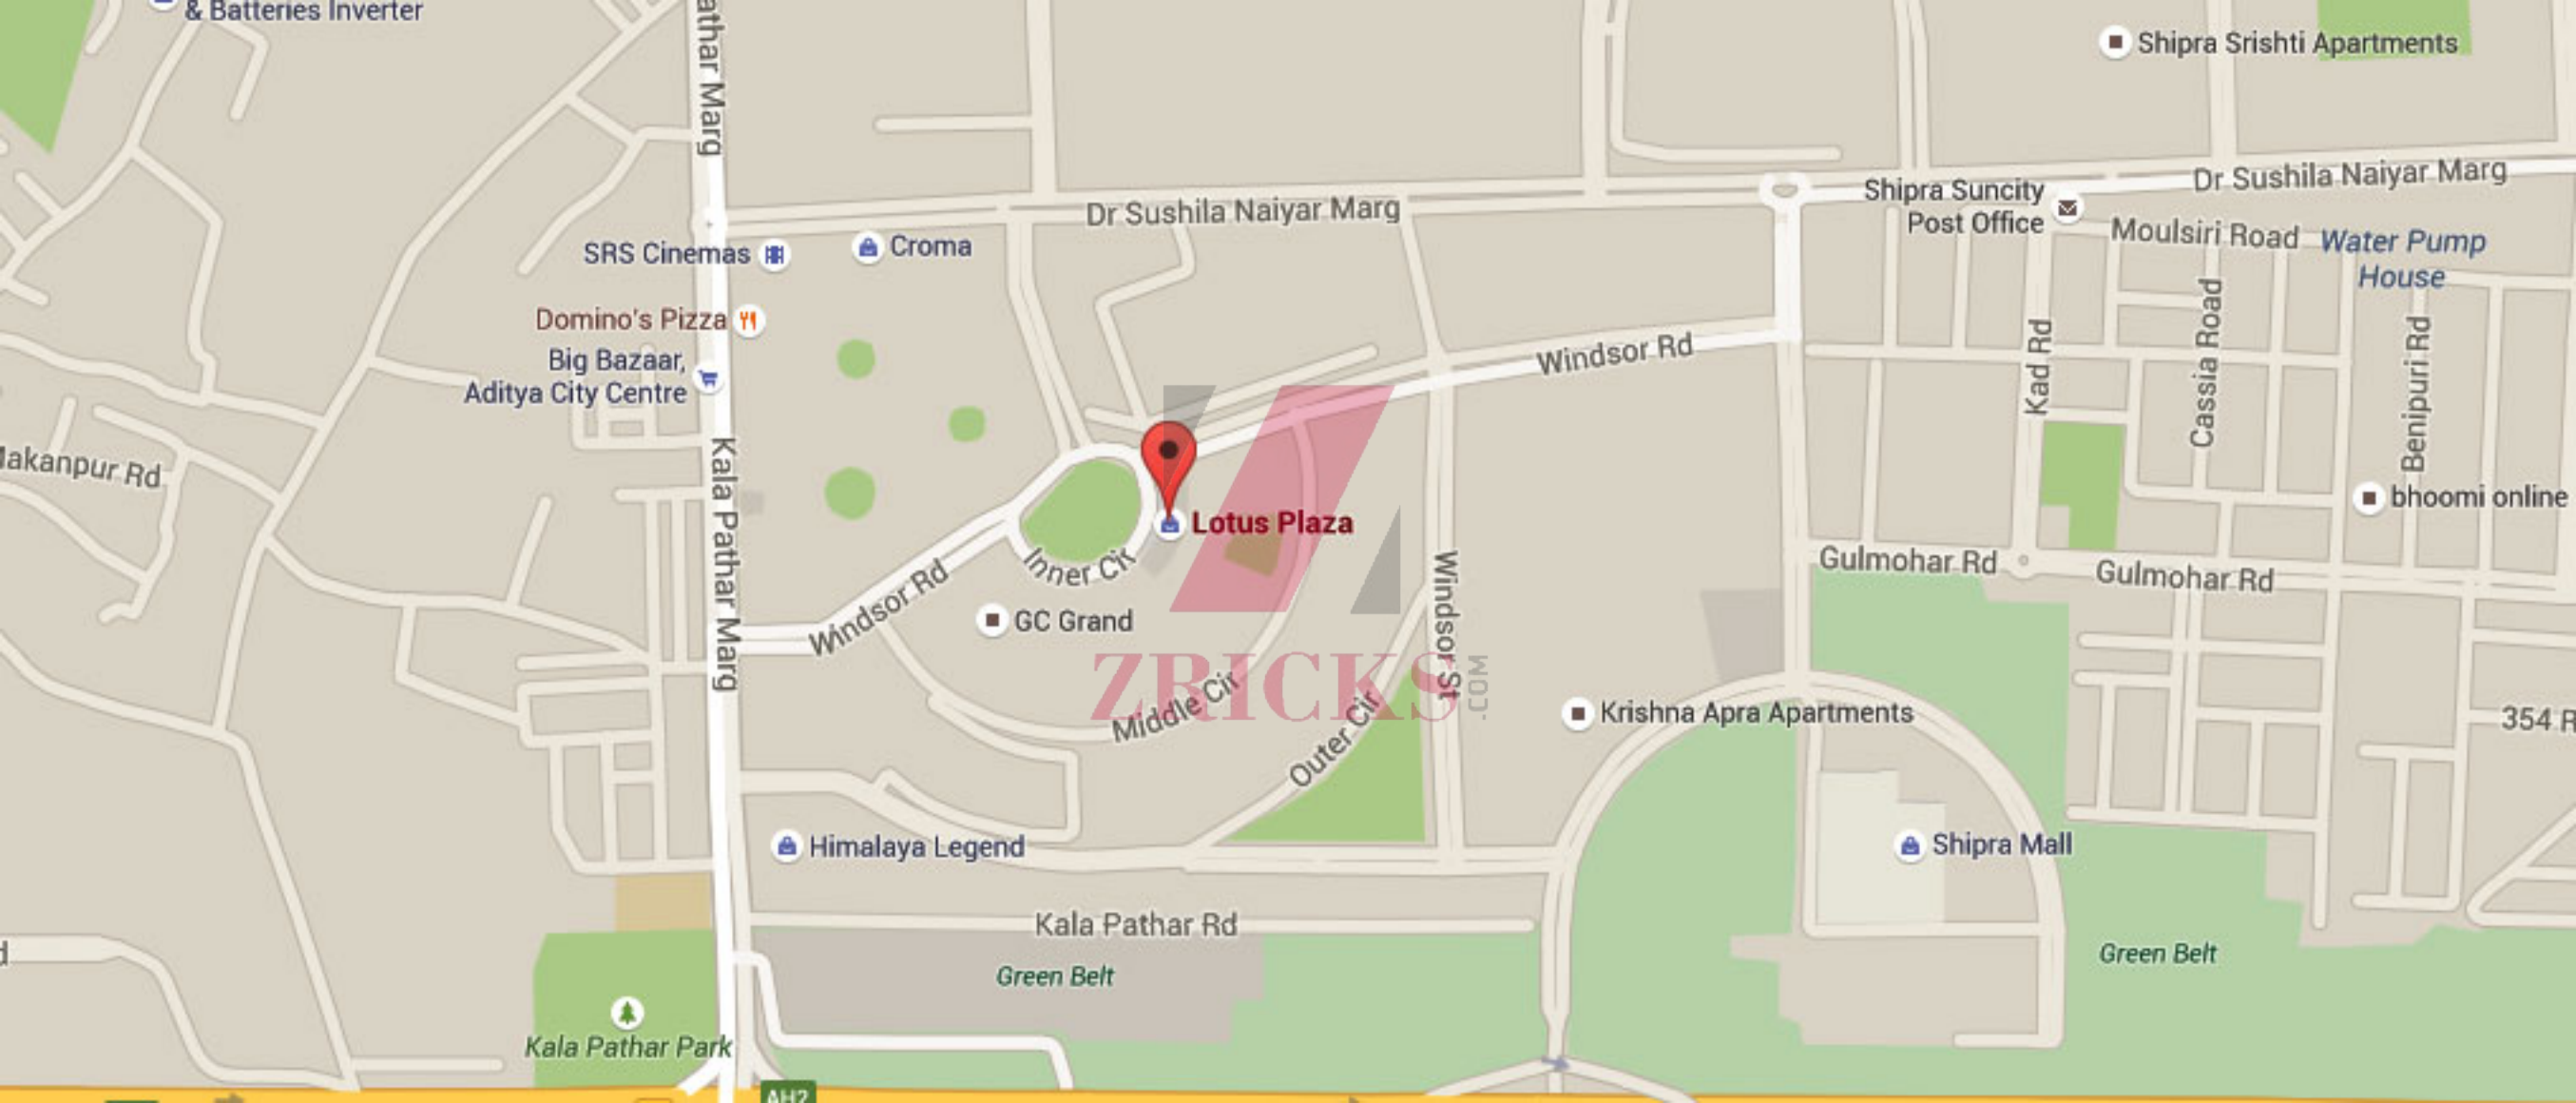 & Batteries Inverter
Shipra Srishti Apartments
Dr Sushila Naiyar Marg
Shipra Suncity
Post Office
Dr Sushila Naiyar Marg
Moulsiri Road
Water Pump
House
SRS Cinemas
Croma
Domino's Pizza
Big Bazaar,
Aditya City Centre
Windsor Rd
Kad Rd
Cassia Road
Benipuri Rd
Kala Pathar Marg
bhoomi online
Lotus Plaza
Inner Cir
Gulmohar Rd
Gulmohar Rd
Windsor Rd
GC Grand
Windsor St
ZRICKS
.COM
Middle Cir
Outer Cir
Krishna Apra Apartments
354 R
Himalaya Legend
Shipra Mall
Kala Pathar Rd
Green Belt
Green Belt
Kala Pathar Park
AH2